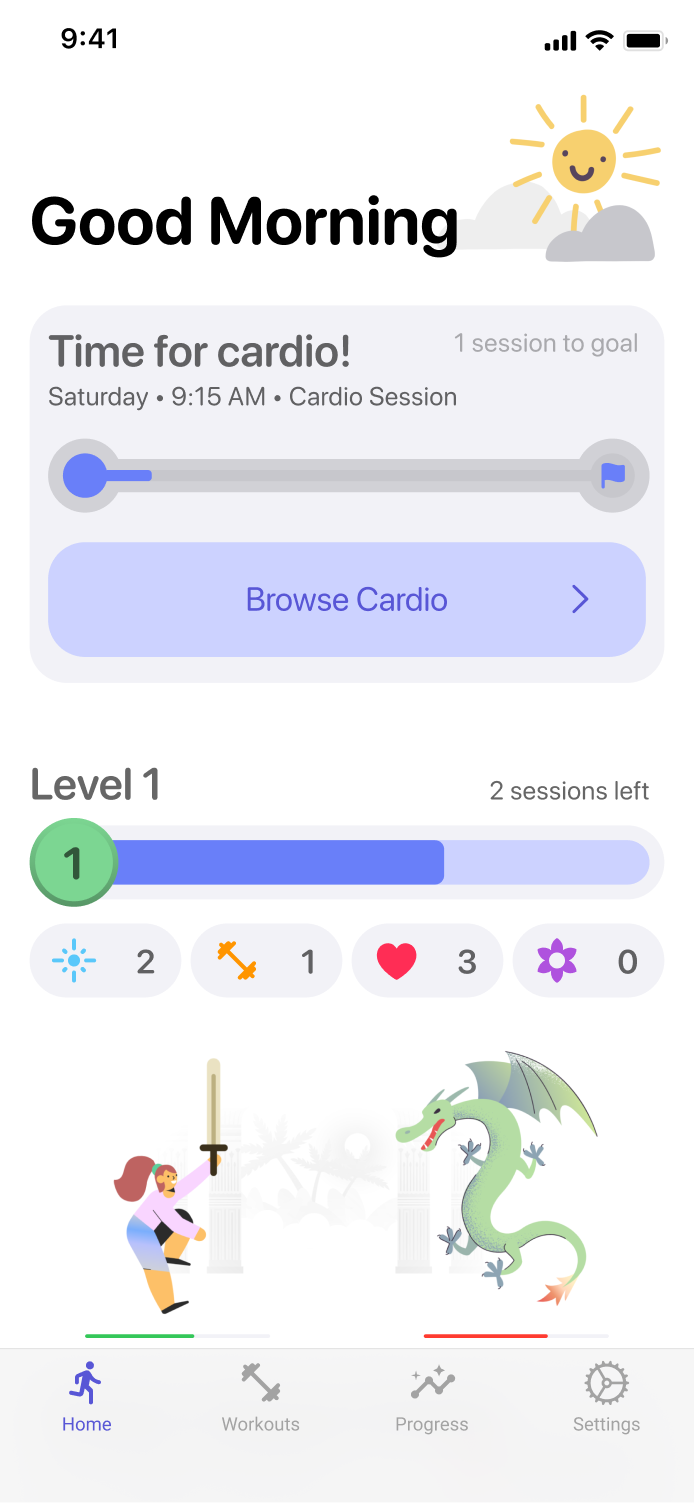 9:41
Good Morning
Time for cardio!
1 session to goal
Saturday • 9:15 AM • Cardio Session
Browse Cardio
Level 1
2 sessions left
1
2
1
3
0
Home
Workouts
Progress
Settings